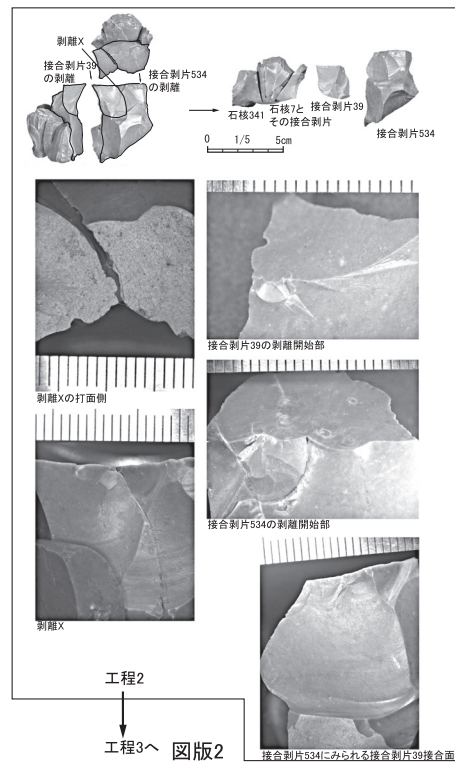 剥離X
接合剥片39
の剥離
接合剥片534
の剥離
石核341
石核7と
その接合剥片
接合剥片39
接合剥片534
0 1/5 5cm
剥離Xの打面側
接合剥片39の剥離開始部
剥離X
接合剥片534の剥離開始部
接合剥片534にみられる接合剥片39接合面
工程2
工程3へ 図版2